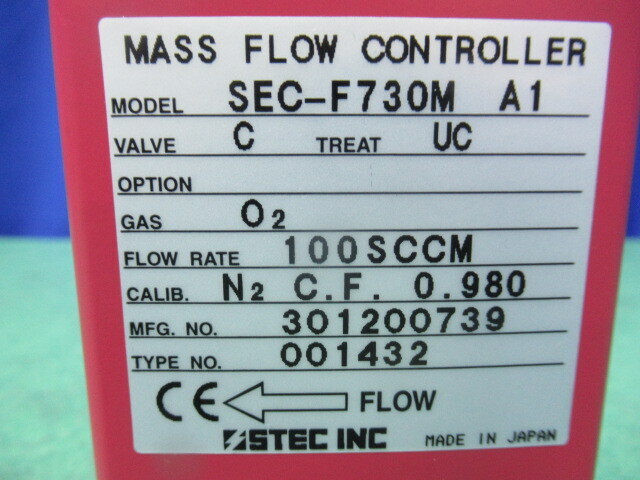 MASS FLOW CONTROLLER
MODEL SEC-F730M A1
VALVE C TREAT UC
OPTION
GAS O2
FLOW RATE 100SCCM
CALIB. N2 C.F. 0.980
MFG. NO. 301200739
TYPE NO. 001432
CE FLOW
STEC INC MADE IN JAPAN